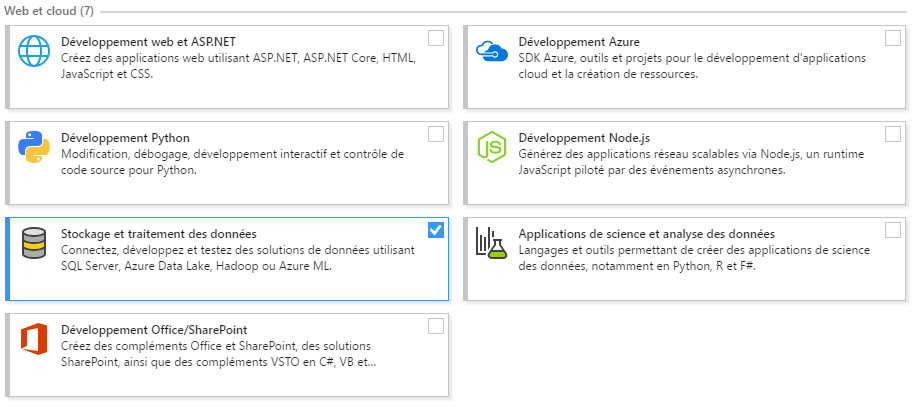 Web et cloud (7)
Développement web et ASP.NET
Créez des applications web utilisant ASP.NET, ASP.NET Core, HTML,
JavaScript et CSS.
Développement Azure
SDK Azure, outils et projets pour le développement d'applications
cloud et la création de ressources.
Développement Python
Modification, débogage, développement interactif et contrôle de
code source pour Python.
Développement Node.js
Générez des applications réseau scalables via Node.js, un runtime
JavaScript piloté par des événements asynchrones.
Stockage et traitement des données
Connectez, développez et testez des solutions de données utilisant
SQL Server, Azure Data Lake, Hadoop ou Azure ML.
Applications de science et analyse des données
Langages et outils permettant de créer des applications de science
des données, notamment en Python, R et F#.
Développement Office/SharePoint
Créez des compléments Office et SharePoint, des solutions
SharePoint, ainsi que des compléments VSTO en C#, VB et...